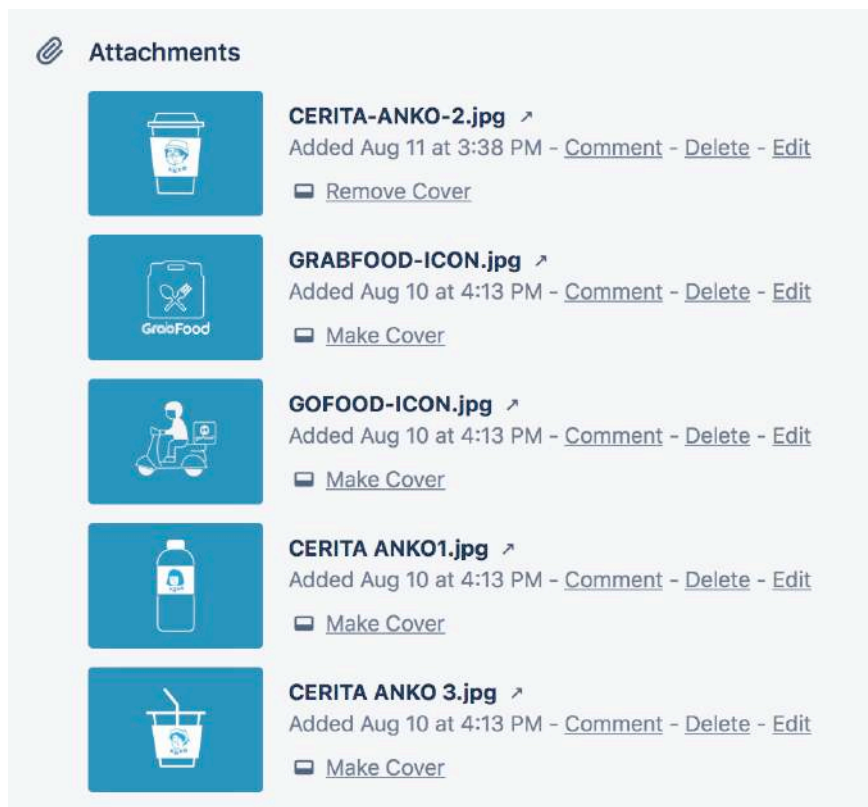 Attachments
CERITA-ANKO-2.jpg ↗
Added Aug 11 at 3:38 PM - Comment - Delete - Edit
Remove Cover
GrabFood
GRABFOOD-ICON.jpg ↗
Added Aug 10 at 4:13 PM - Comment - Delete - Edit
Make Cover
GOFOOD-ICON.jpg ↗
Added Aug 10 at 4:13 PM - Comment - Delete - Edit
Make Cover
CERITA ANKO1.jpg ↗
Added Aug 10 at 4:13 PM - Comment - Delete - Edit
Make Cover
CERITA ANKO 3.jpg ↗
Added Aug 10 at 4:13 PM - Comment - Delete - Edit
Make Cover